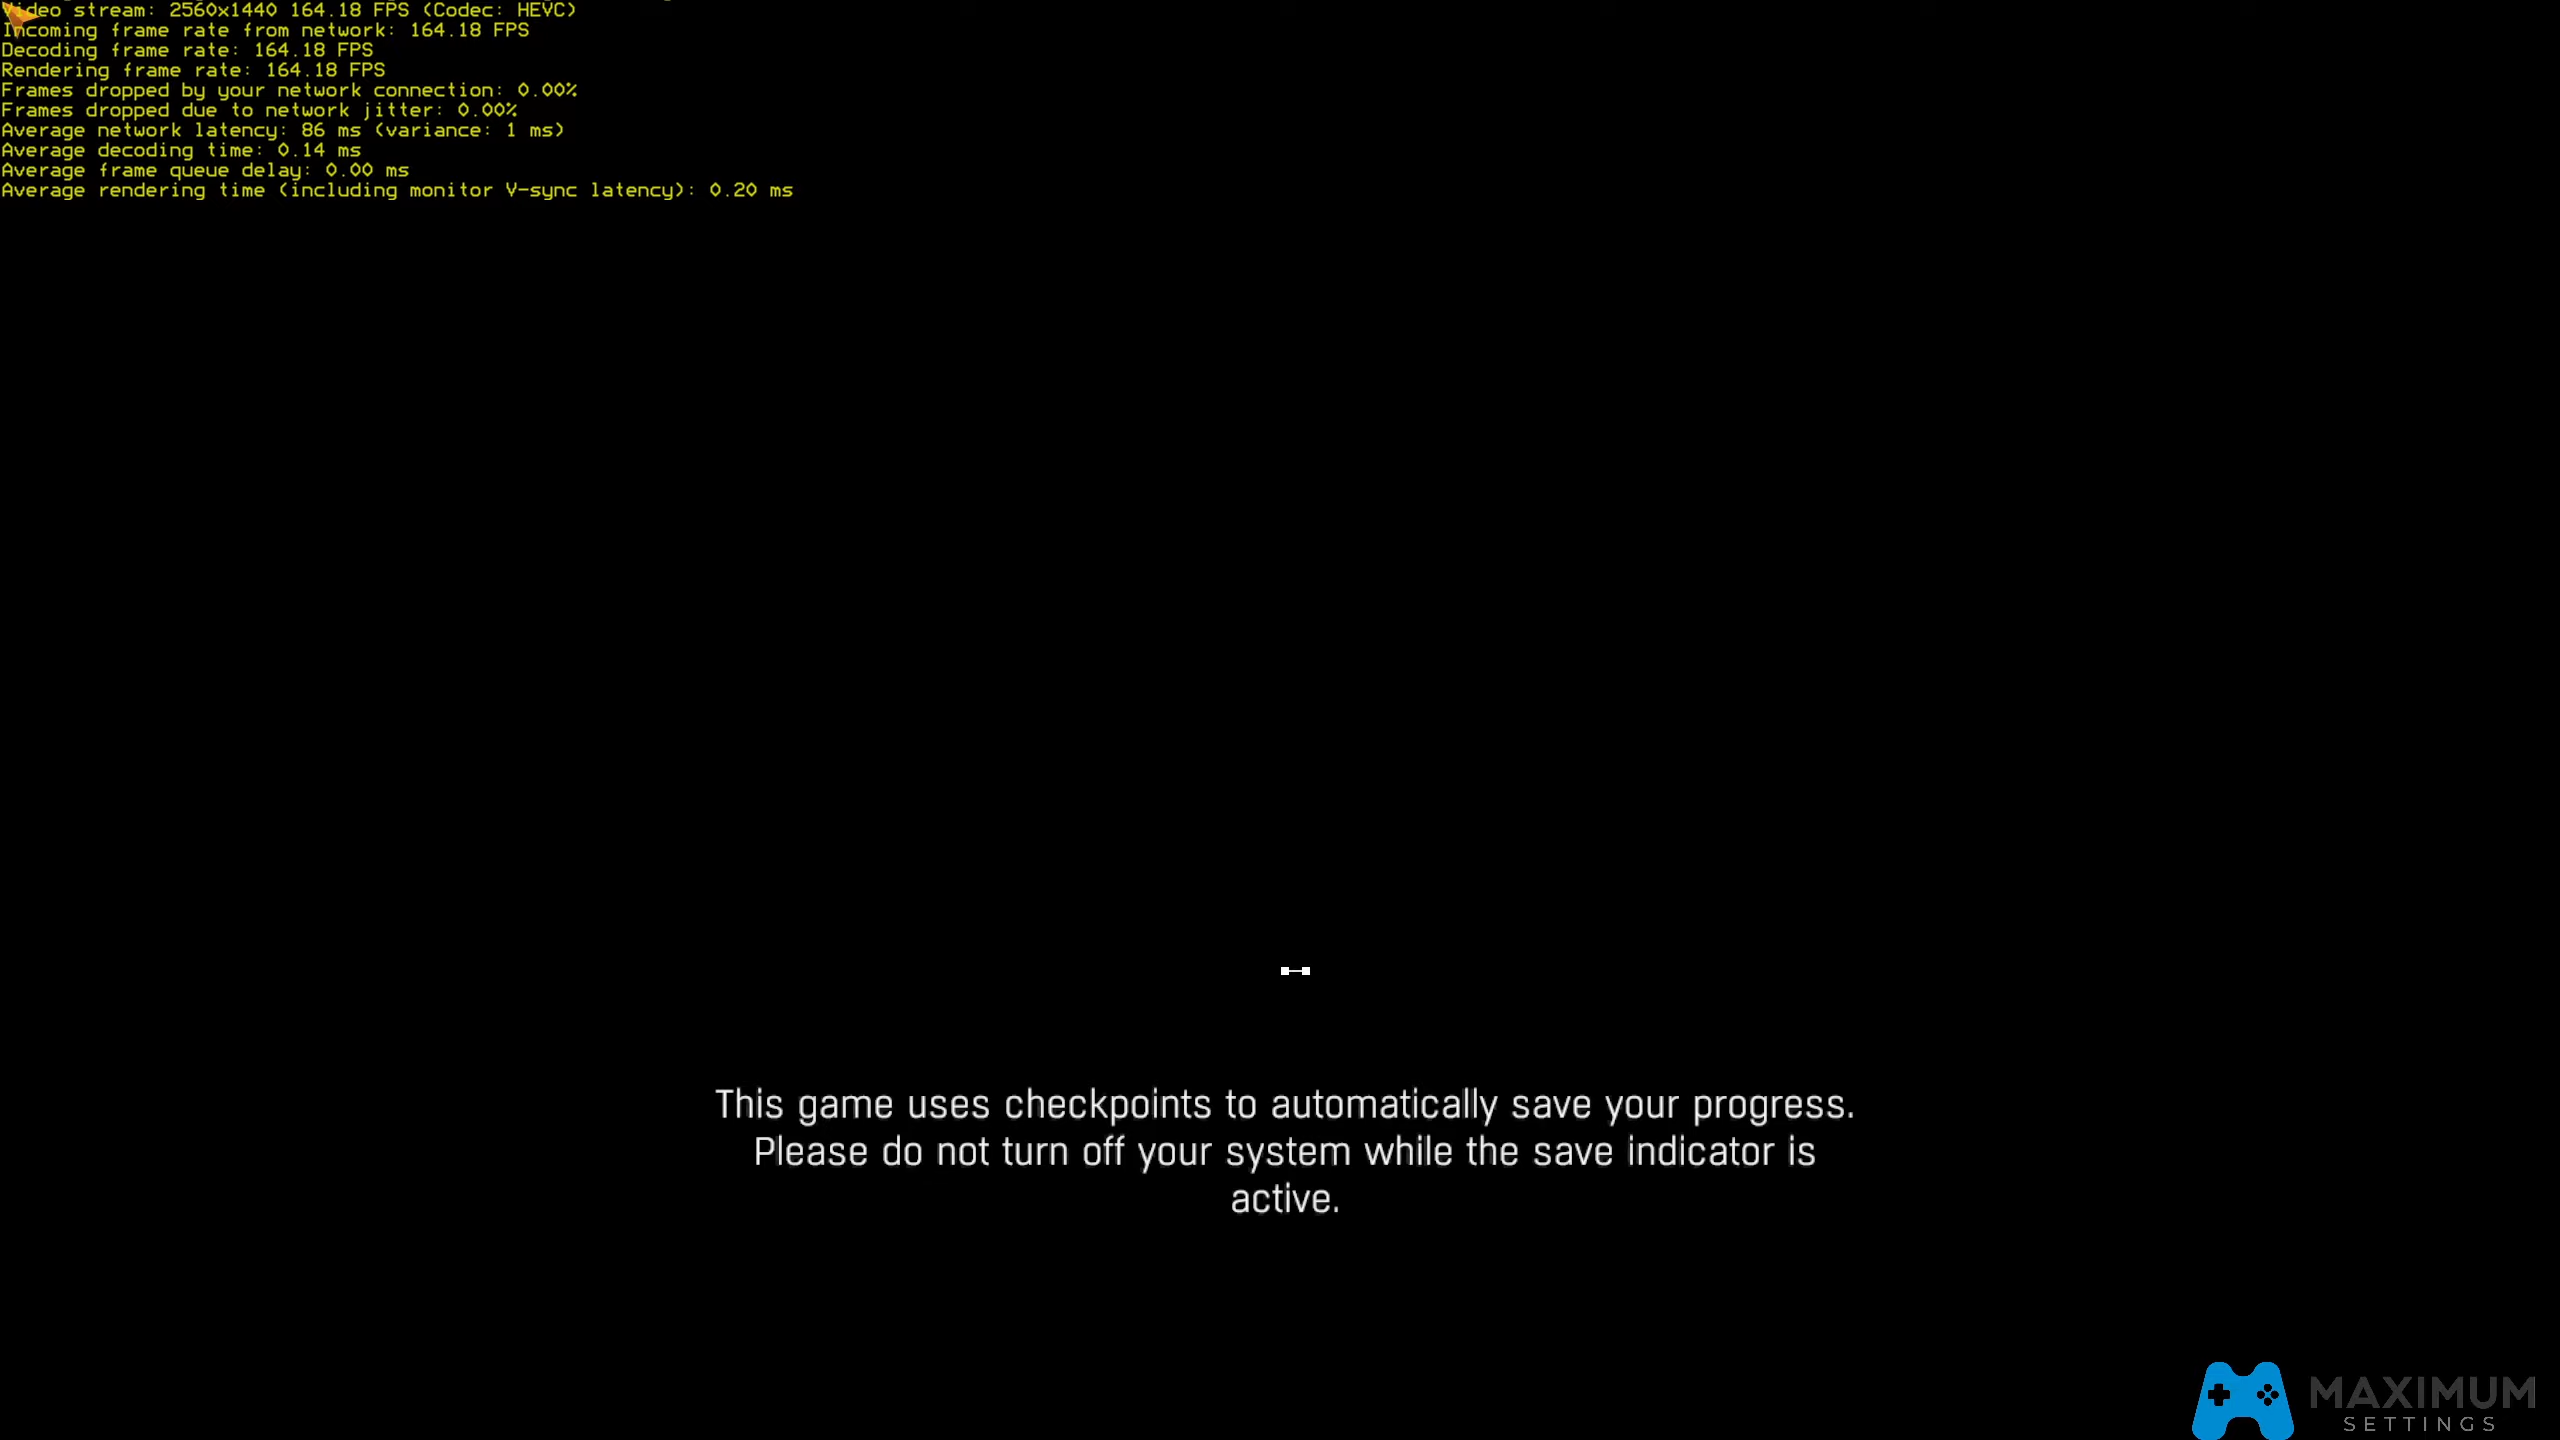 Video stream: 2560x1440 164.18 FPS (Codec: HEVC)
Incoming frame rate from network: 164.18 FPS
Decoding frame rate: 164.18 FPS
Rendering frame rate: 164.18 FPS
Frames dropped by your network connection: 0.00%
Frames dropped due to network jitter: 0.00%
Average network latency: 86 ms (variance: 1 ms)
Average decoding time: 0.14 ms
Average frame queue delay: 0.00 ms
Average rendering time (including monitor V-sync latency): 0.20 ms
This game uses checkpoints to automatically save your progress.
Please do not turn off your system while the save indicator is
active.
MAXIMUM
SETTINGS